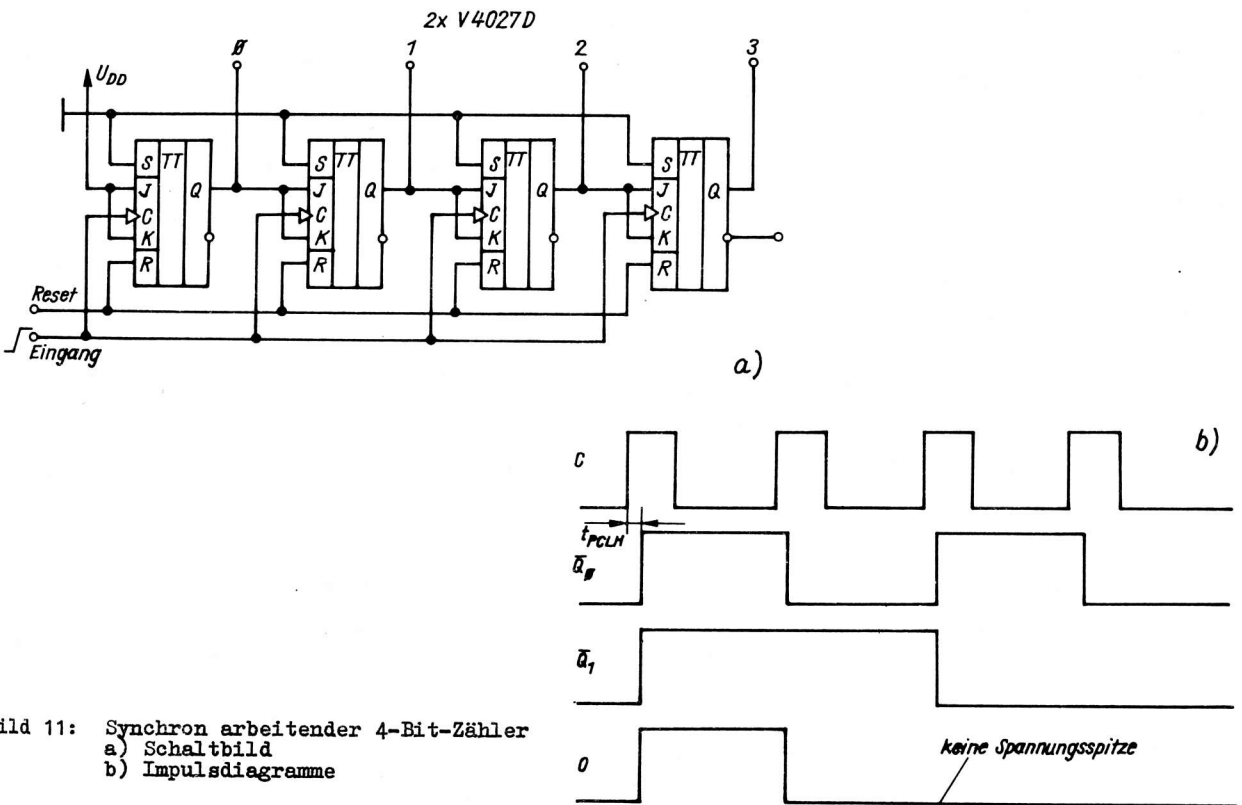 2x V4027D
Ø 1 2 3
U_DD
S TT S TT S TT S TT
J Q J Q J Q J Q
C C C C
K K K K
R R R R
Reset
Eingang
a)
b)
C
t_PCLH
Q̅_Ø
Q̅_1
0 keine Spannungsspitze
ild 11: Synchron arbeitender 4-Bit-Zähler
a) Schaltbild
b) Impulsdiagramme